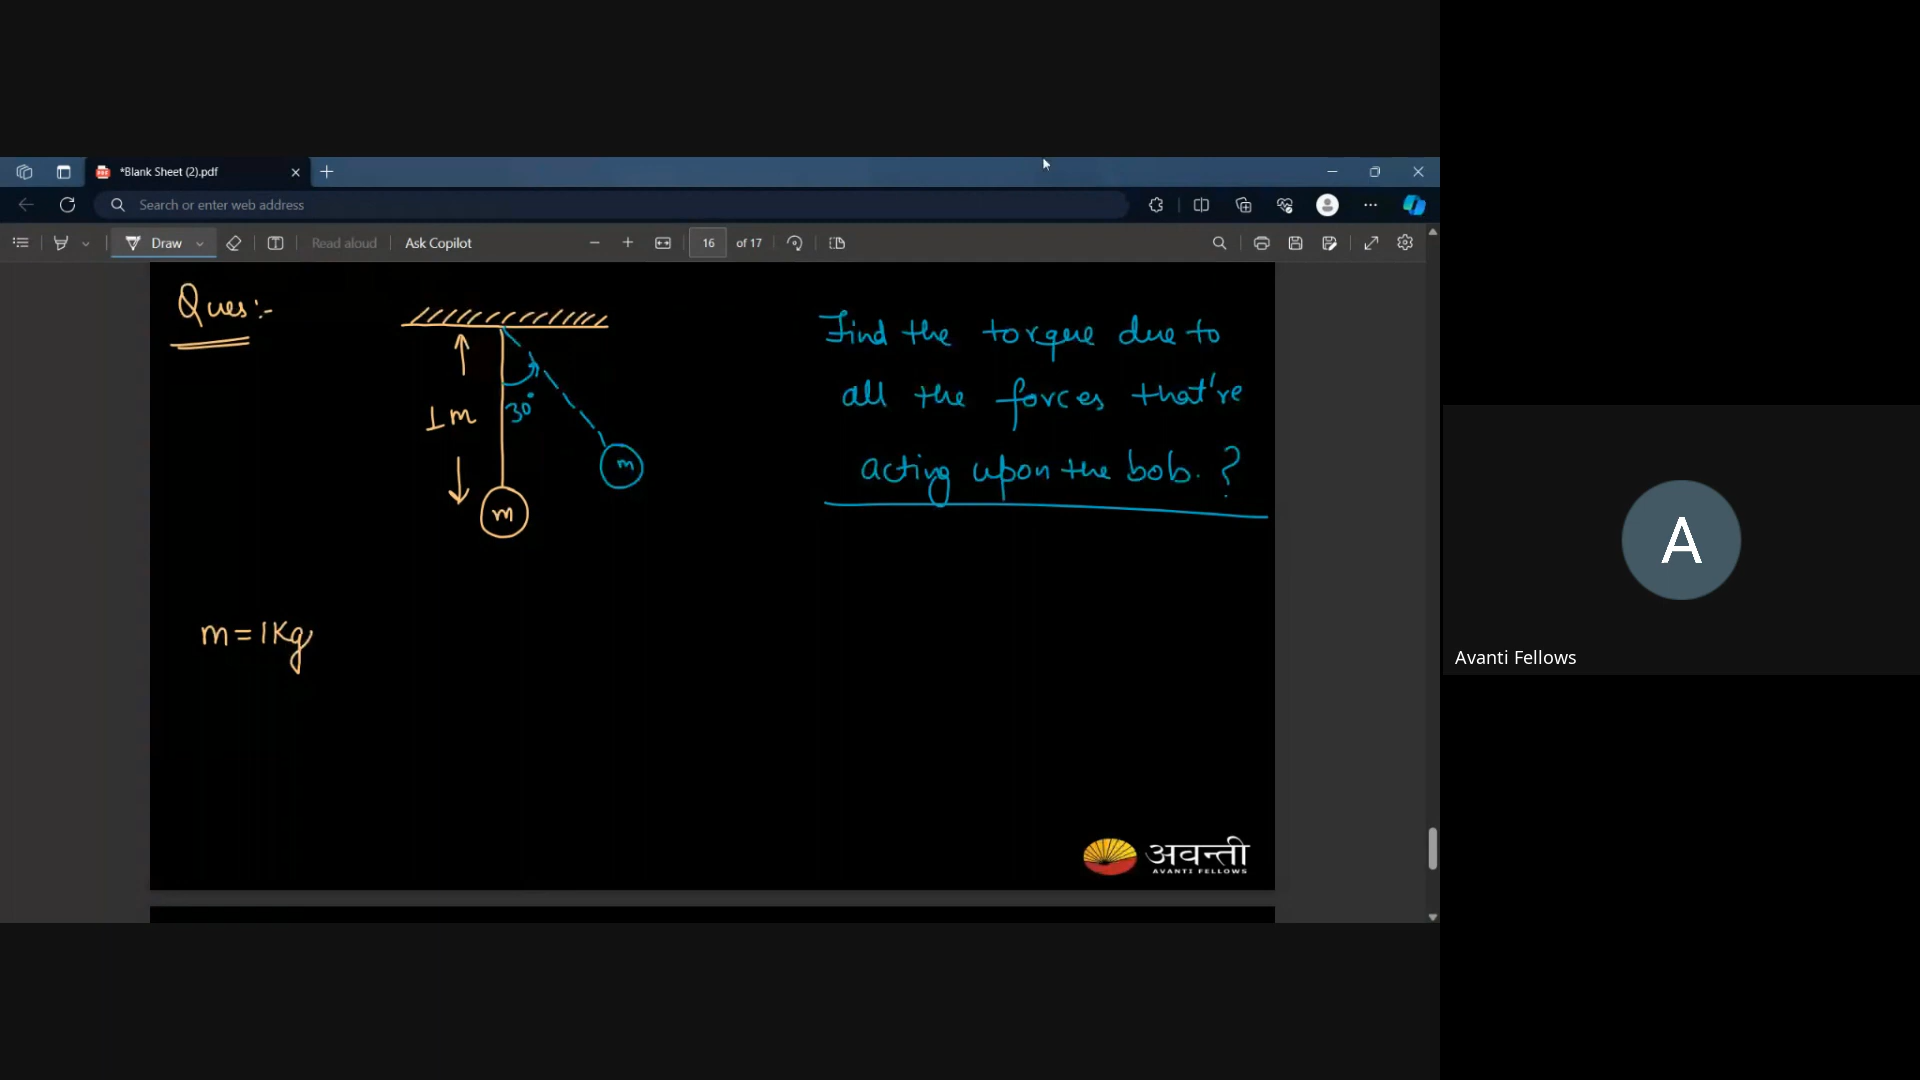 *Blank Sheet (2).pdf
Search or enter web address
Draw
Read aloud
Ask Copilot
16 of 17
Ques:-
1m
30°
m
m
Find the torque due to
all the forces that're
acting upon the bob. ?
m = 1Kg
अवन्ती
AVANTI FELLOWS
A
Avanti Fellows